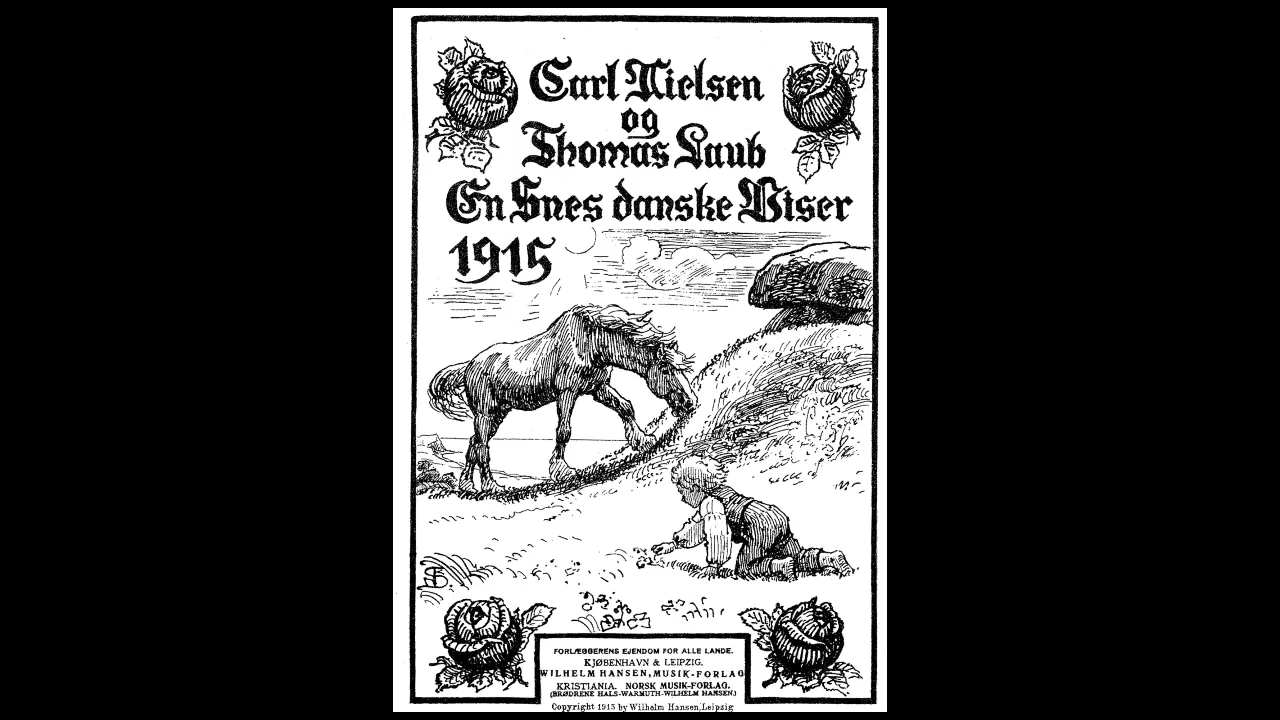 Carl Nielsen
og
Thomas Laub
En Snes danske Viser
1915
FORLÆGGERENS EJENDOM FOR ALLE LANDE.
KJØBENHAVN & LEIPZIG.
WILHELM HANSEN, MUSIK-FORLAG
KRISTIANIA. NORSK MUSIK-FORLAG.
(BRØDRENE HALS-WARMUTH-WILHELM HANSEN.)
Copyright 1915 by Wilhelm Hansen, Leipzig